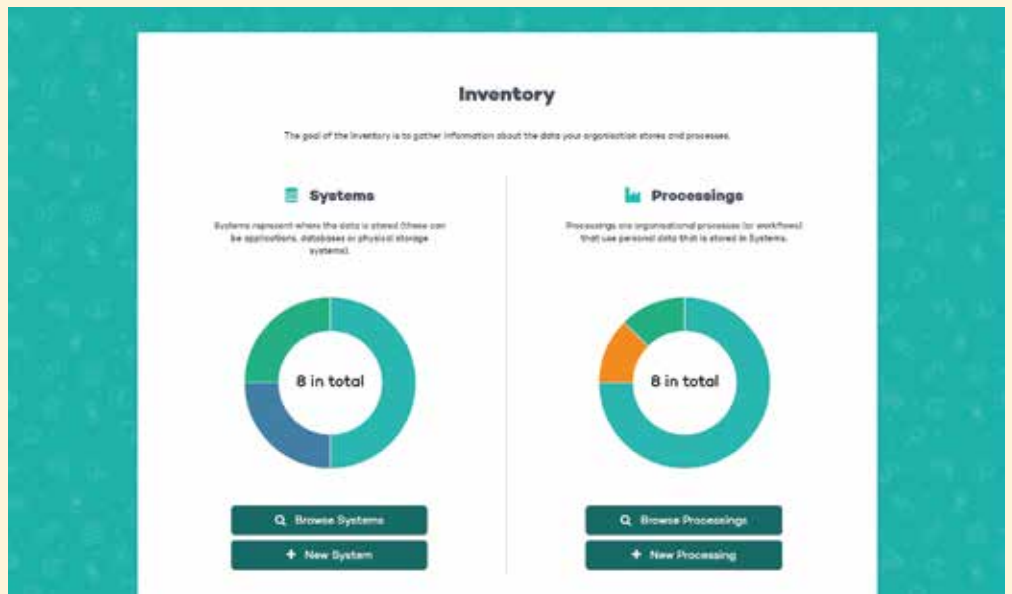 Inventory
The goal of the Inventory is to gather information about the data your organisation stores and processes.
Systems
Systems represent where the data is stored (these can
be applications, databases or physical storage
systems).
8 in total
Browse Systems
New System
Processings
Processings are organisational processes (or workflows)
that use personal data that is stored in Systems.
8 in total
Browse Processings
New Processing